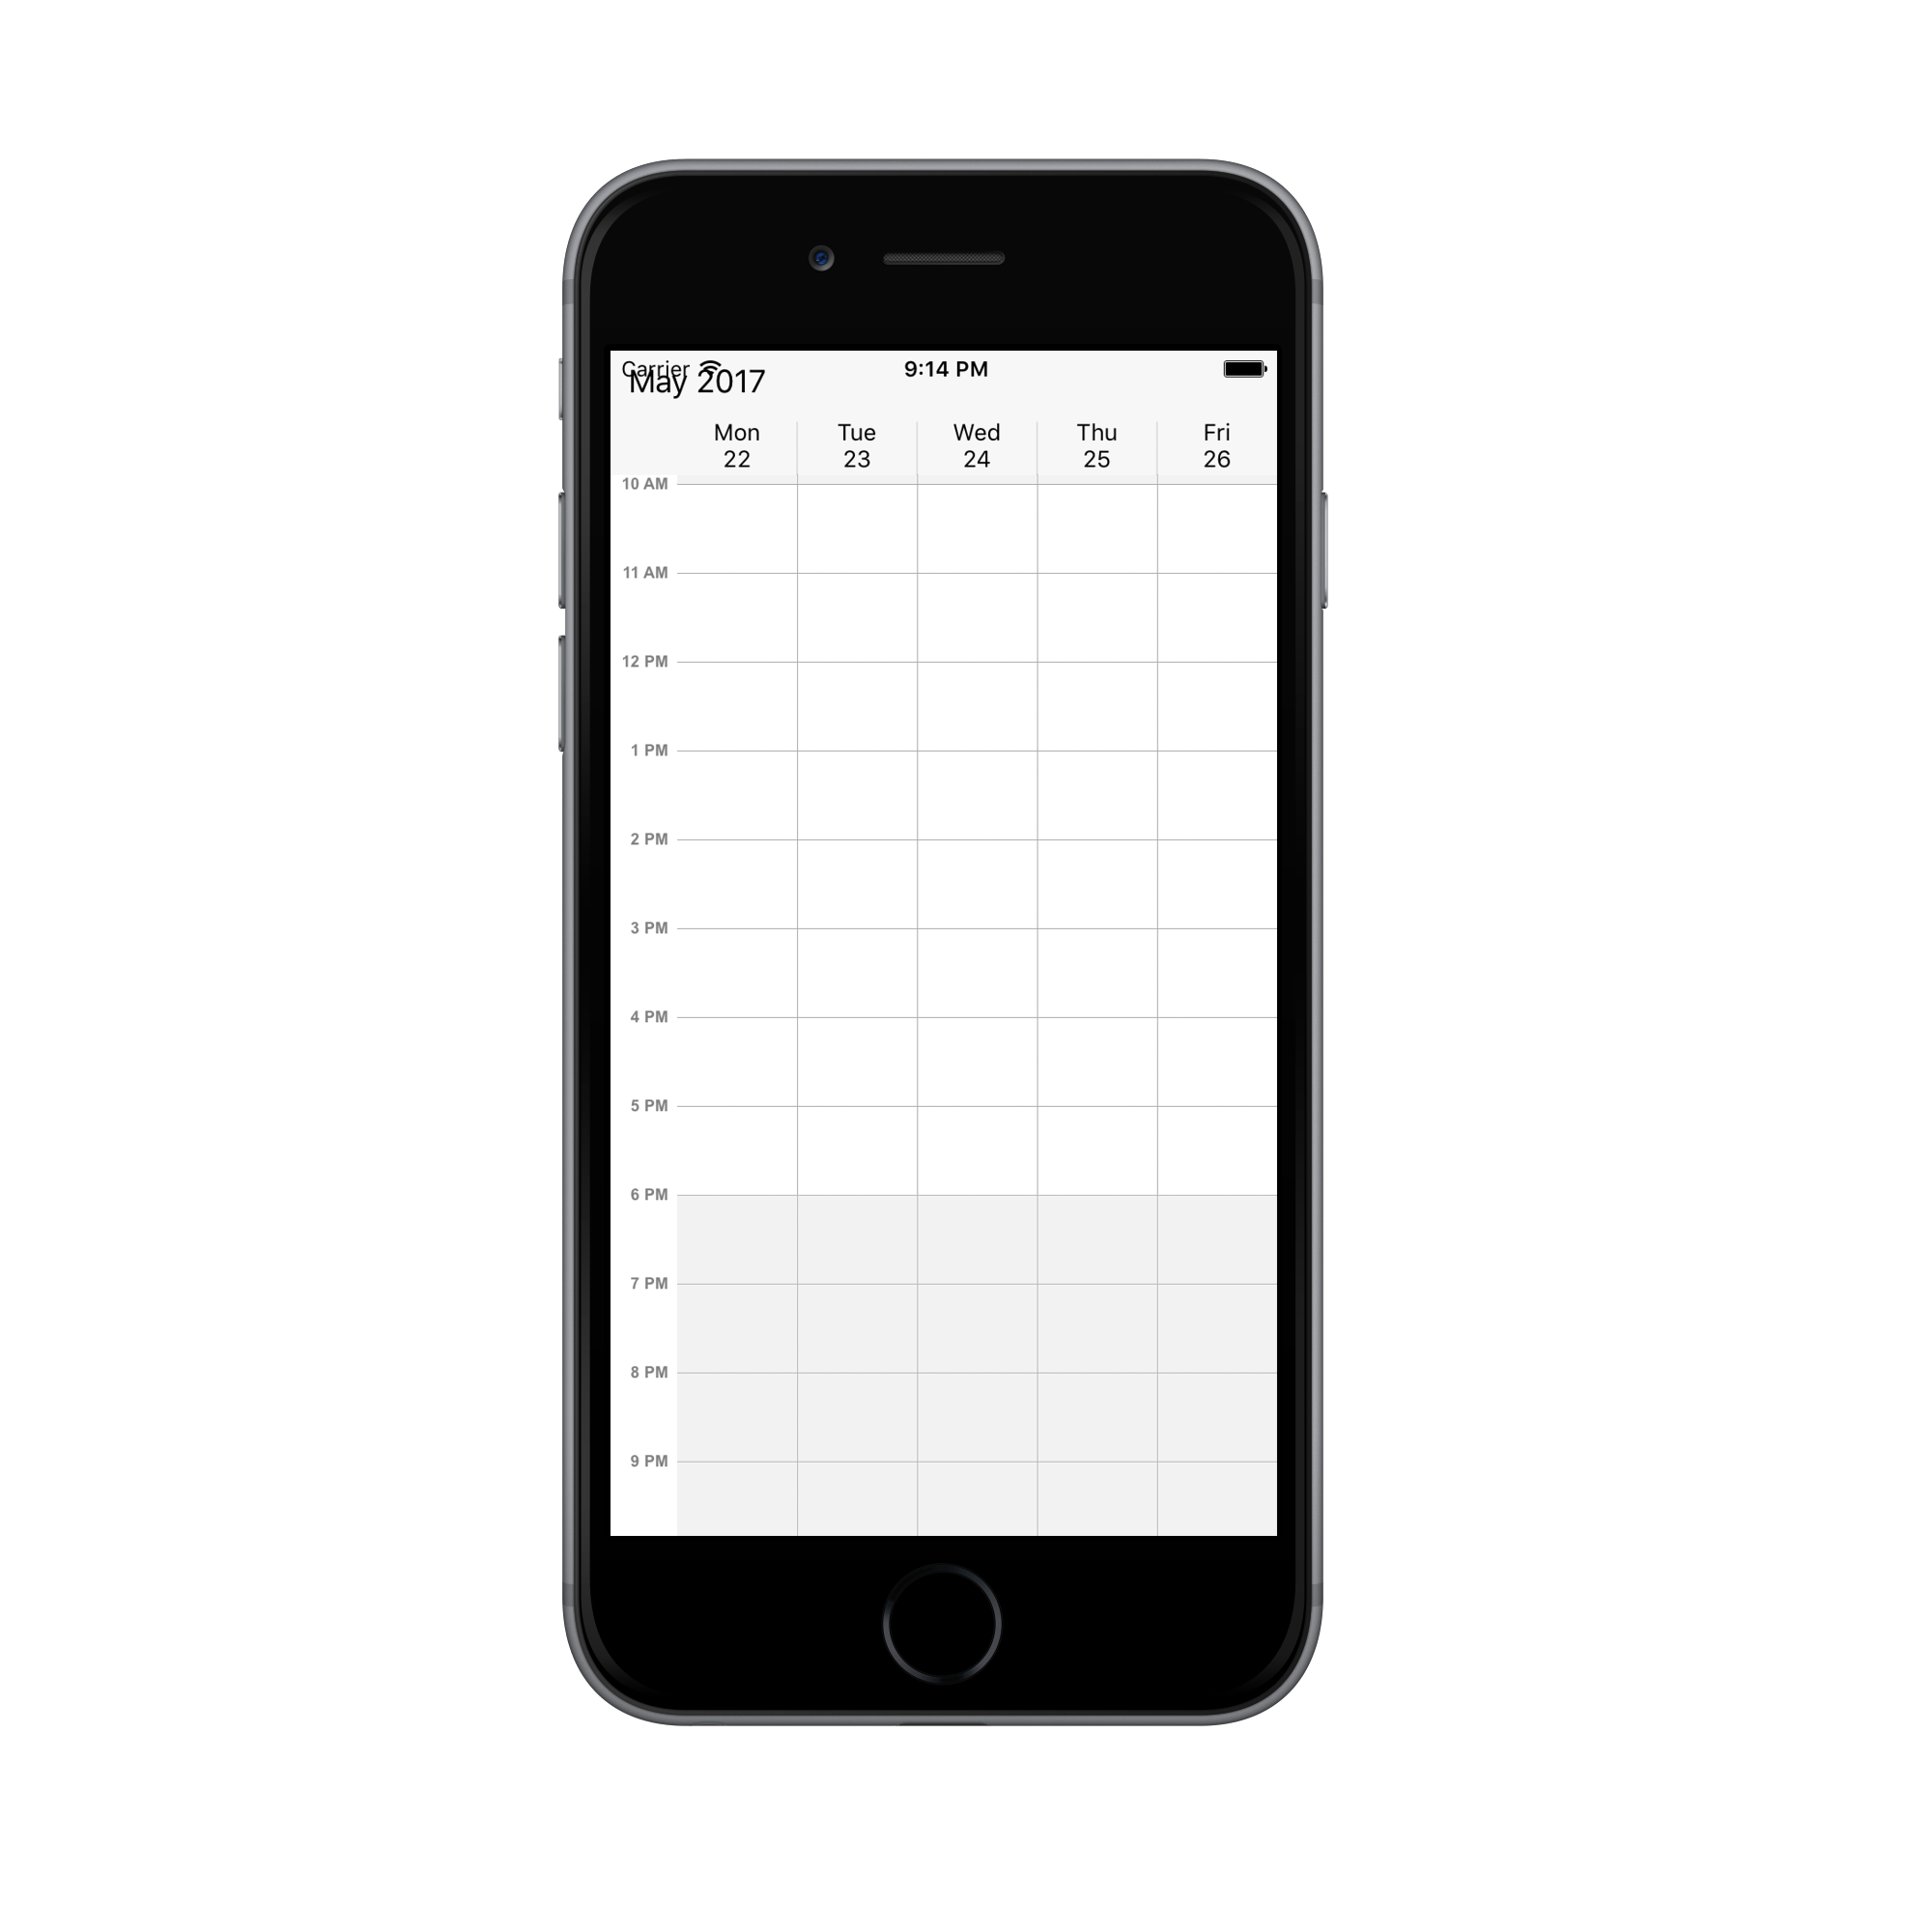 Carrier 9:14 PM
May 2017
Mon Tue Wed Thu Fri
22 23 24 25 26
10 AM
11 AM
12 PM
1 PM
2 PM
3 PM
4 PM
5 PM
6 PM
7 PM
8 PM
9 PM